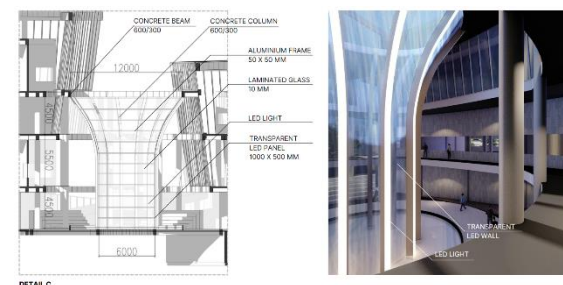 CONCRETE BEAM
600/300
CONCRETE COLUMN
600/300
ALUMINIUM FRAME
50 X 50 MM
12000
LAMINATED GLASS
10 MM
LED LIGHT
TRANSPARENT
LED PANEL
1000 X 500 MM
4500
5500
4500
6000
TRANSPARENT
LED WALL
LED LIGHT
DETAIL C